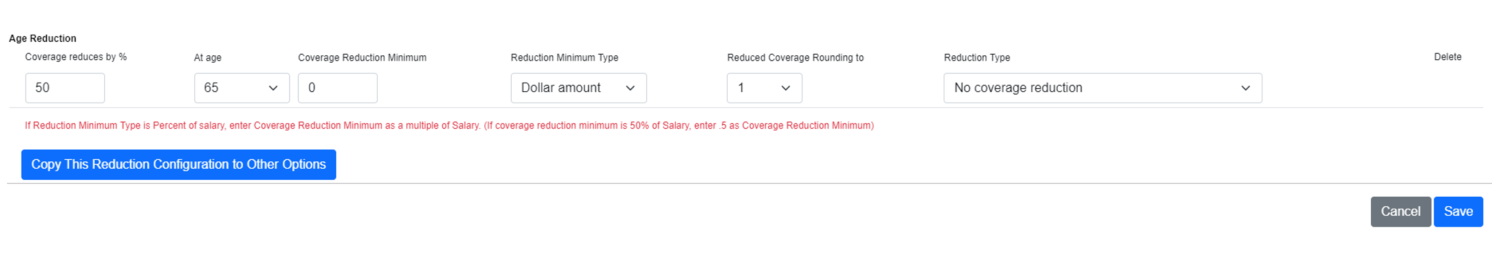 Age Reduction
Coverage reduces by % At age Coverage Reduction Minimum Reduction Minimum Type Reduced Coverage Rounding to Reduction Type Delete
50 65 0 Dollar amount 1 No coverage reduction
If Reduction Minimum Type is Percent of salary, enter Coverage Reduction Minimum as a multiple of Salary. (If coverage reduction minimum is 50% of Salary, enter .5 as Coverage Reduction Minimum)
Copy This Reduction Configuration to Other Options
Cancel Save